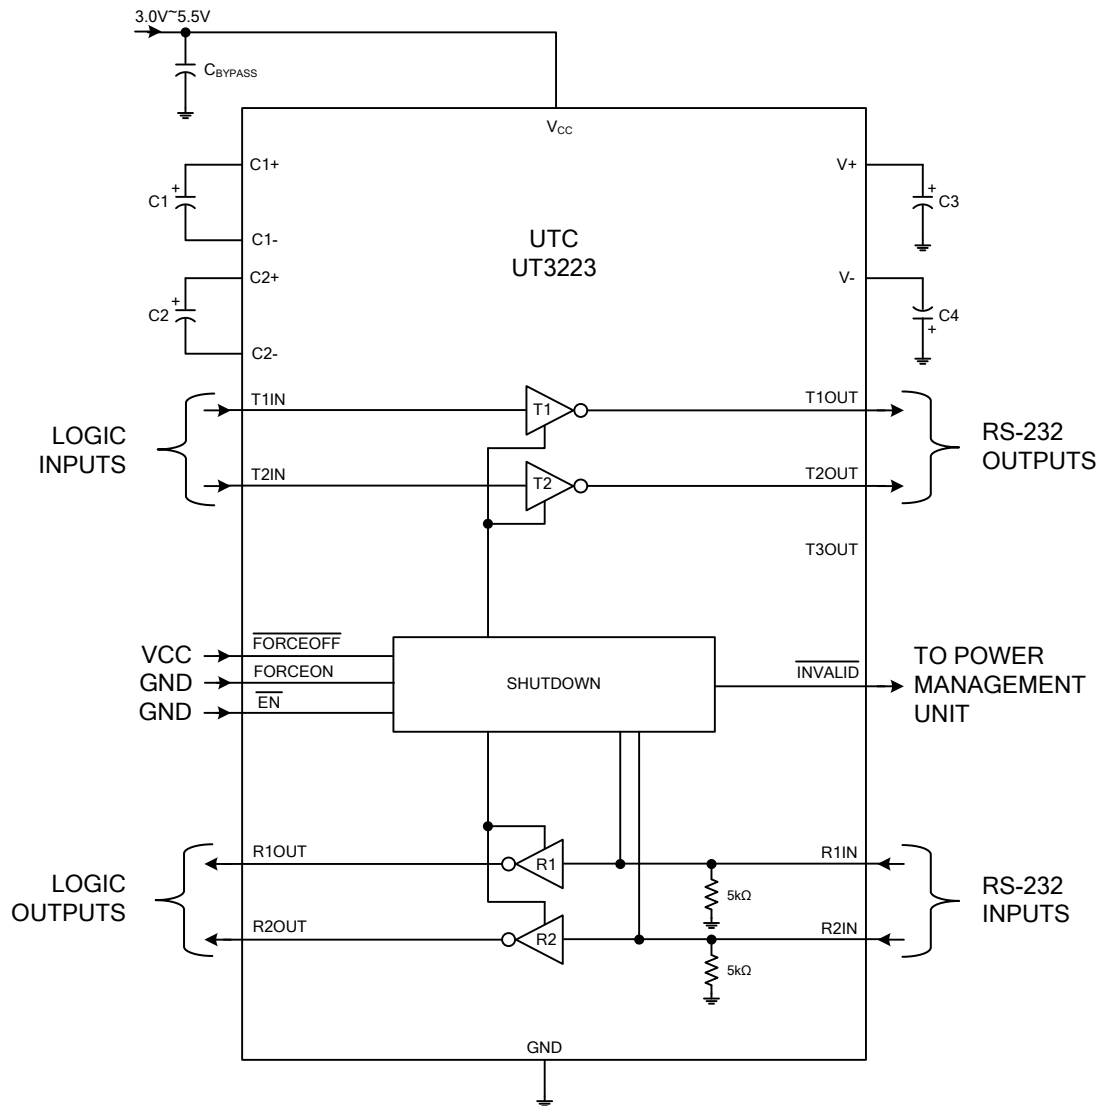 3.0V~5.5V
CBYPASS
VCC
C1+
V+
C1
+
+
C3
C1-
UTC
UT3223
C2+
V-
C2
+
C4
+
C2-
T1IN
T1
T1OUT
LOGIC
INPUTS
RS-232
OUTPUTS
T2IN
T2
T2OUT
T3OUT
VCC
FORCEOFF
GND
FORCEON
GND
EN
SHUTDOWN
INVALID
TO POWER
MANAGEMENT
UNIT
R1OUT
R1
R1IN
5kΩ
LOGIC
OUTPUTS
RS-232
INPUTS
R2OUT
R2
R2IN
5kΩ
GND